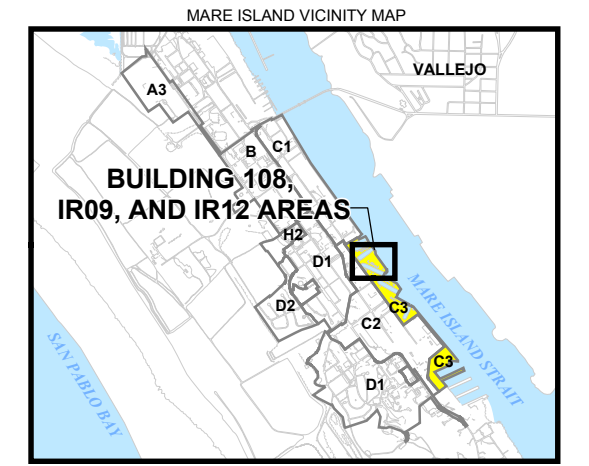 MARE ISLAND VICINITY MAP
VALLEJO
A3
B
C1
BUILDING 108,
IR09, AND IR12 AREAS
H2
D1
D2
C2
C3
MARE ISLAND STRAIT
SAN PABLO BAY
D1
C3